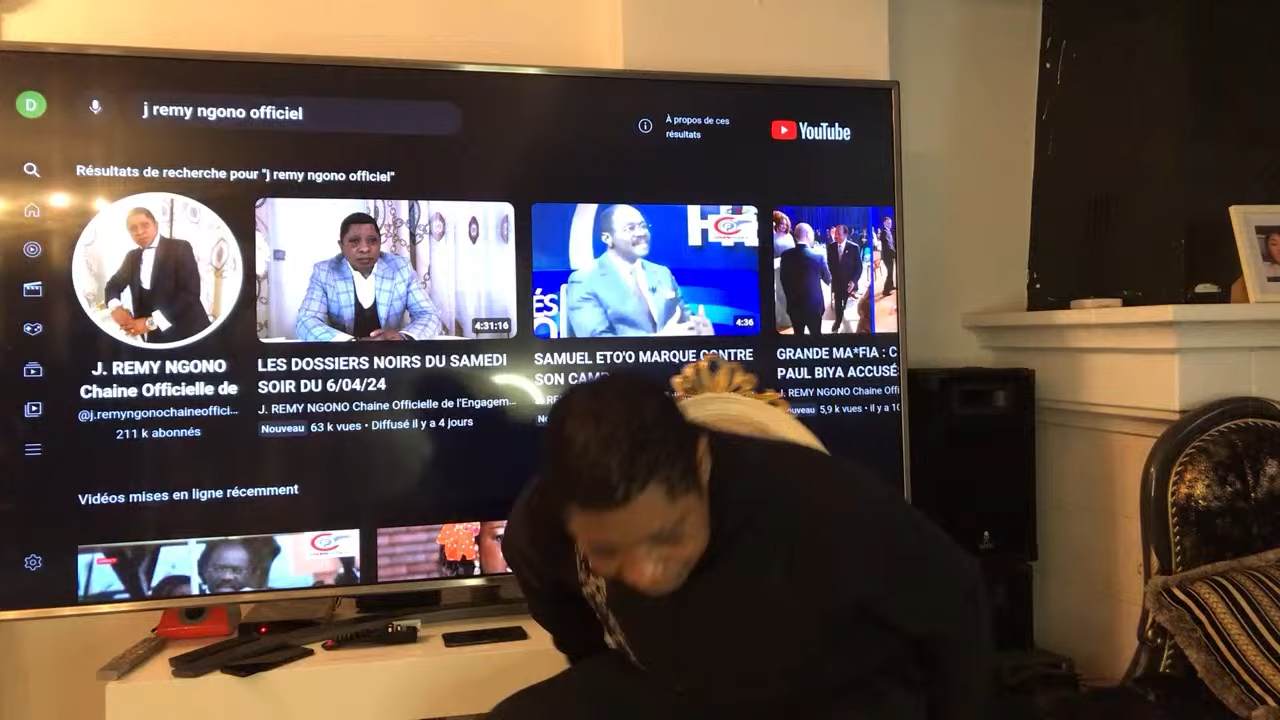 D
j remy ngono officiel
À propos de ces
résultats
YouTube
Résultats de recherche pour "j remy ngono officiel"
4:31:16
4:36
J. REMY NGONO
Chaine Officielle de
@j.remyngonochaineoffici...
211 k abonnés
LES DOSSIERS NOIRS DU SAMEDI
SOIR DU 6/04/24
J. REMY NGONO Chaine Officielle de l'Engagem...
Nouveau 63 k vues • Diffusé il y a 4 jours
SAMUEL ETO'O MARQUE CONTRE
SON
GRANDE MA*FIA : C
PAUL BIYA ACCUSÉ
J. REMY NGONO Chaine Offi
5,9 k vues • il y a 10
Vidéos mises en ligne récemment